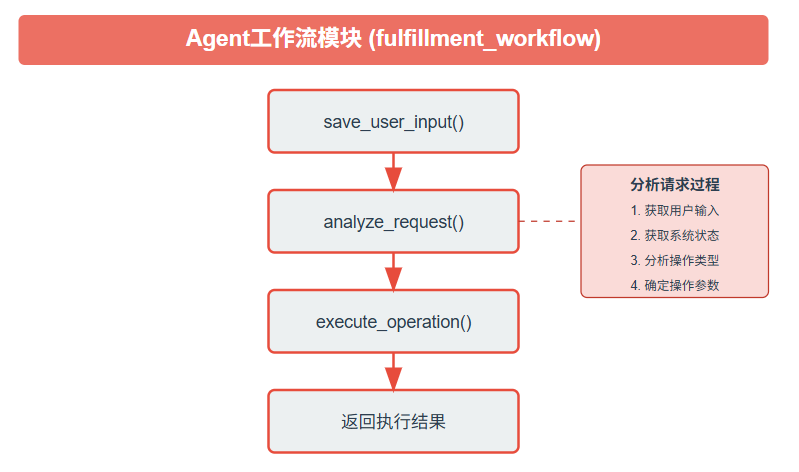 Agent工作流模块 (fulfillment_workflow)
save_user_input()
analyze_request()
分析请求过程
1. 获取用户输入
2. 获取系统状态
3. 分析操作类型
4. 确定操作参数
execute_operation()
返回执行结果